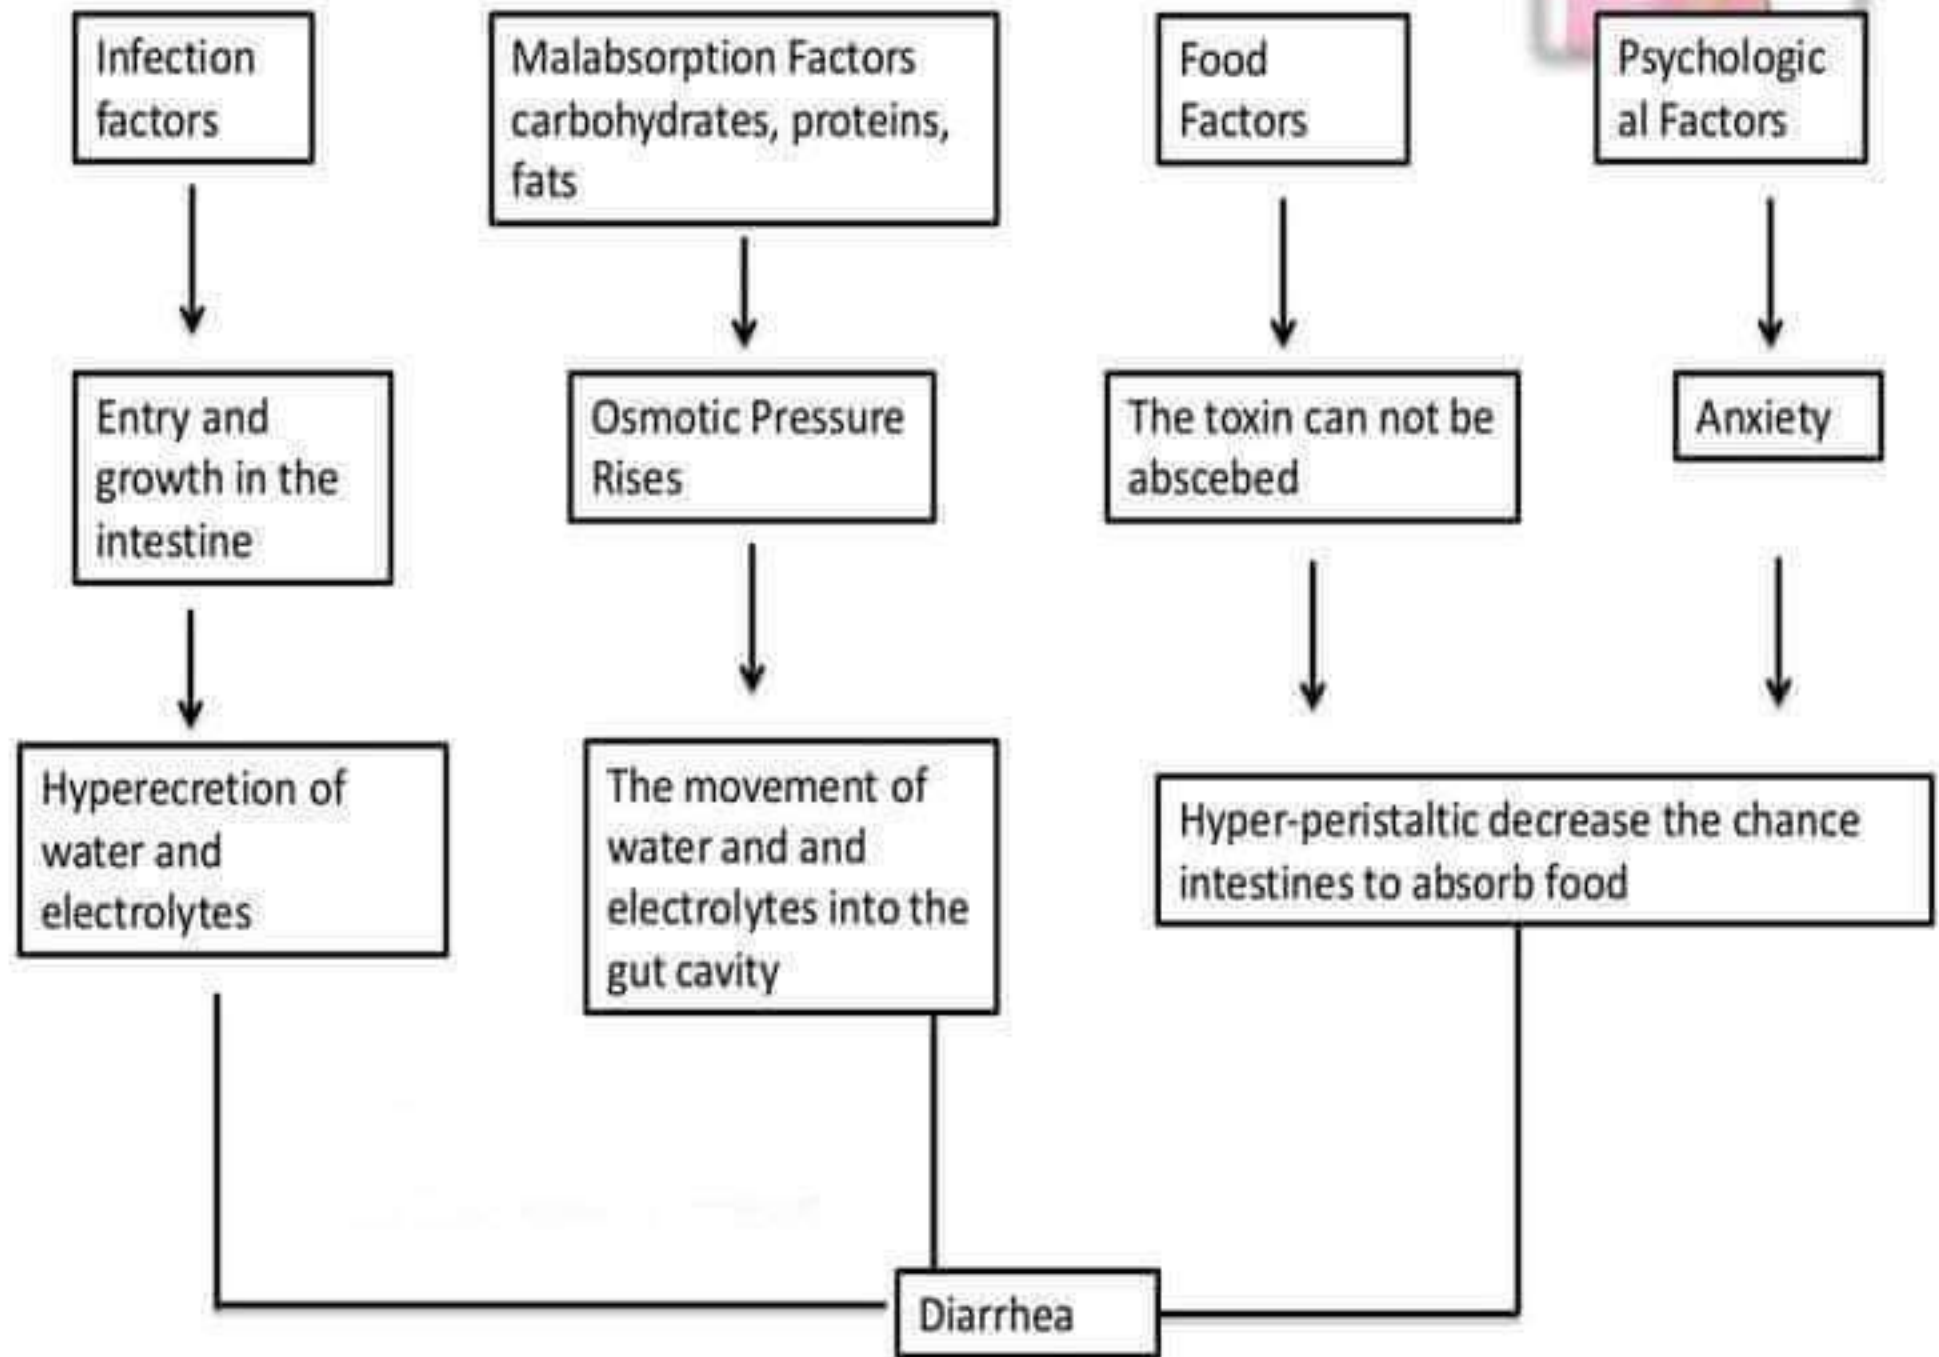 Infection
factors
Malabsorption Factors
carbohydrates, proteins,
fats
Food
Factors
Psychologic
al Factors
Entry and
growth in the
intestine
Osmotic Pressure
Rises
The toxin can not be
abscebed
Anxiety
Hyperecretion of
water and
electrolytes
The movement of
water and and
electrolytes into the
gut cavity
Hyper-peristaltic decrease the chance
intestines to absorb food
Diarrhea